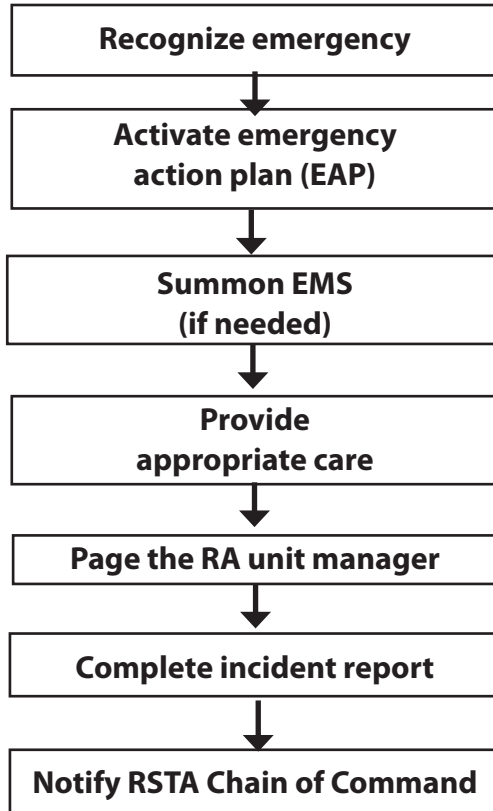 Recognize emergency
Activate emergency
action plan (EAP)
Summon EMS
(if needed)
Provide
appropriate care
Page the RA unit manager
Complete incident report
Notify RSTA Chain of Command